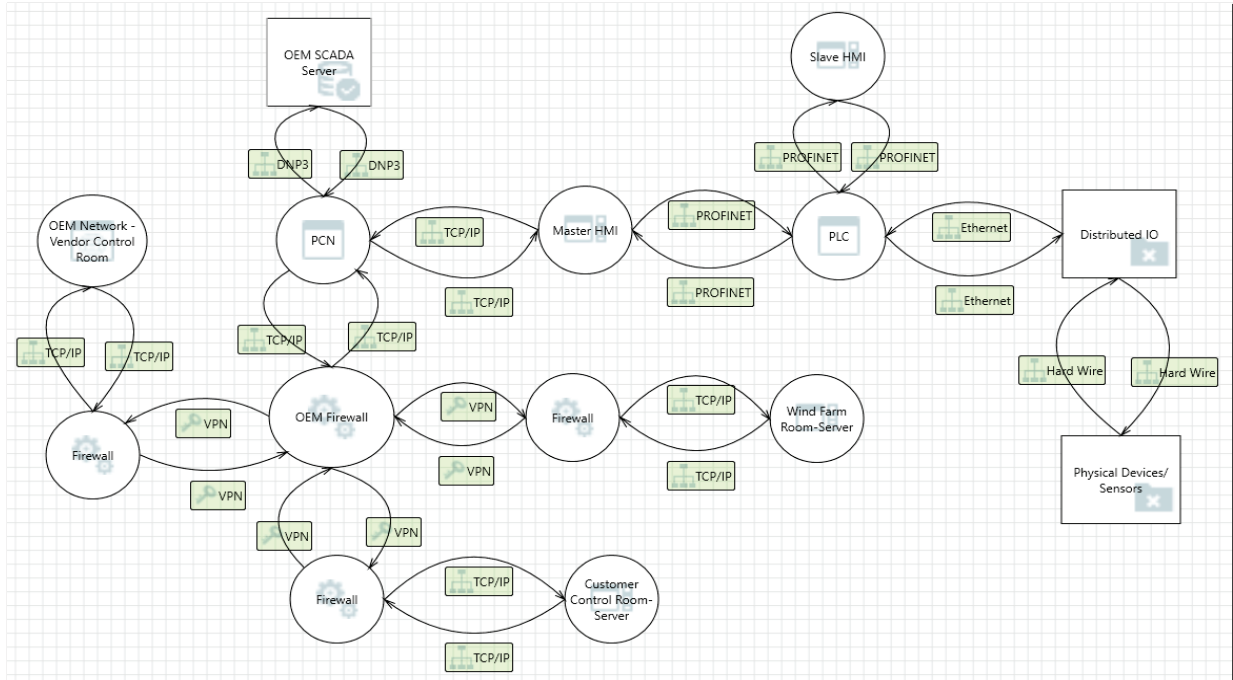 OEM SCADA
Server
Slave HMI
DNP3
DNP3
PROFINET
PROFINET
OEM Network -
Vendor Control
Room
PCN
TCP/IP
Master HMI
PROFINET
PLC
Ethernet
Distributed IO
TCP/IP
PROFINET
Ethernet
TCP/IP
TCP/IP
TCP/IP
TCP/IP
Hard Wire
Hard Wire
VPN
OEM Firewall
VPN
Firewall
TCP/IP
Wind Farm
Room-Server
Firewall
VPN
VPN
TCP/IP
Physical Devices/
Sensors
VPN
VPN
Firewall
TCP/IP
Customer
Control Room-
Server
TCP/IP